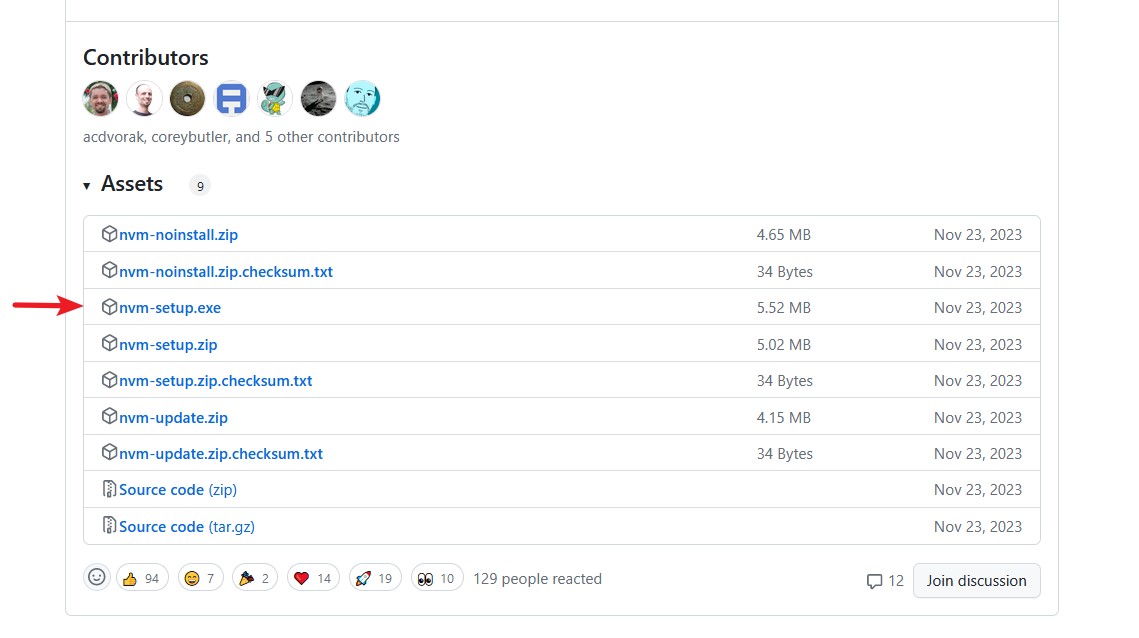 Contributors
acdvorak, coreybutler, and 5 other contributors
Assets 9
nvm-noinstall.zip 4.65 MB Nov 23, 2023
nvm-noinstall.zip.checksum.txt 34 Bytes Nov 23, 2023
nvm-setup.exe 5.52 MB Nov 23, 2023
nvm-setup.zip 5.02 MB Nov 23, 2023
nvm-setup.zip.checksum.txt 34 Bytes Nov 23, 2023
nvm-update.zip 4.15 MB Nov 23, 2023
nvm-update.zip.checksum.txt 34 Bytes Nov 23, 2023
Source code (zip) Nov 23, 2023
Source code (tar.gz) Nov 23, 2023
94 7 2 14 19 10 129 people reacted 12 Join discussion